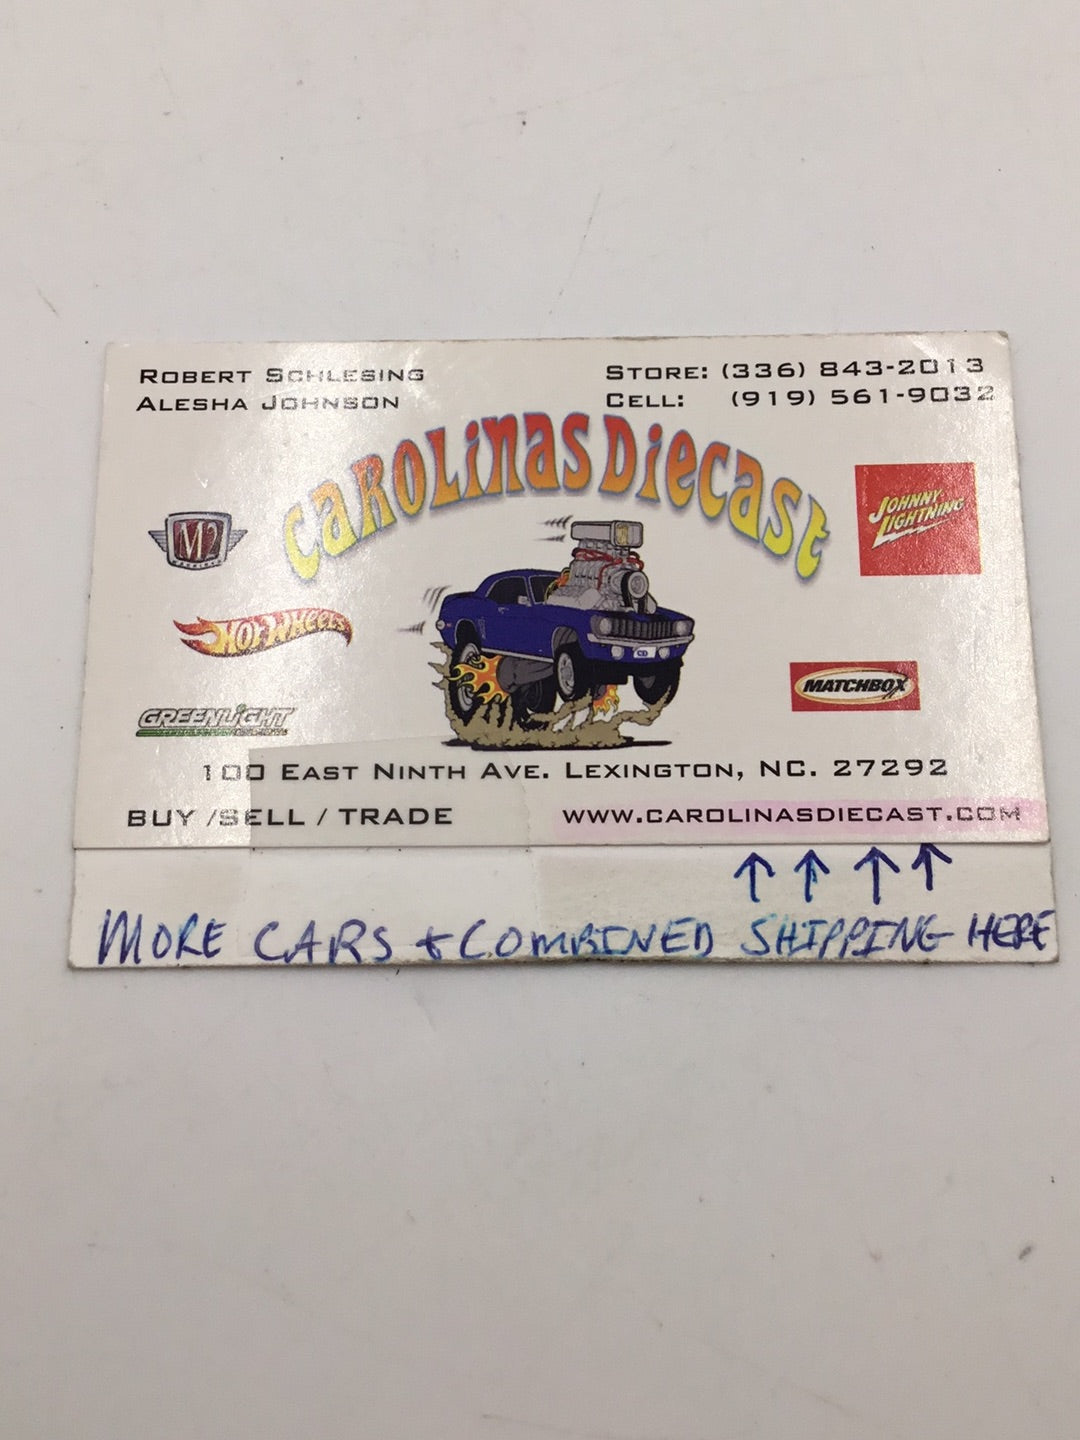 ROBERT SCHLESING
ALESHA JOHNSON
STORE: (336) 843-2013
CELL: (919) 561-9032
CAROLINAS DIECAST
M2
JOHNNY LIGHTNING
HOT WHEELS
MATCHBOX
GREENLIGHT
100 EAST NINTH AVE. LEXINGTON, NC. 27292
BUY /SELL / TRADE
WWW.CAROLINASDIECAST.COM
MORE CARS & COMBINED SHIPPING HERE